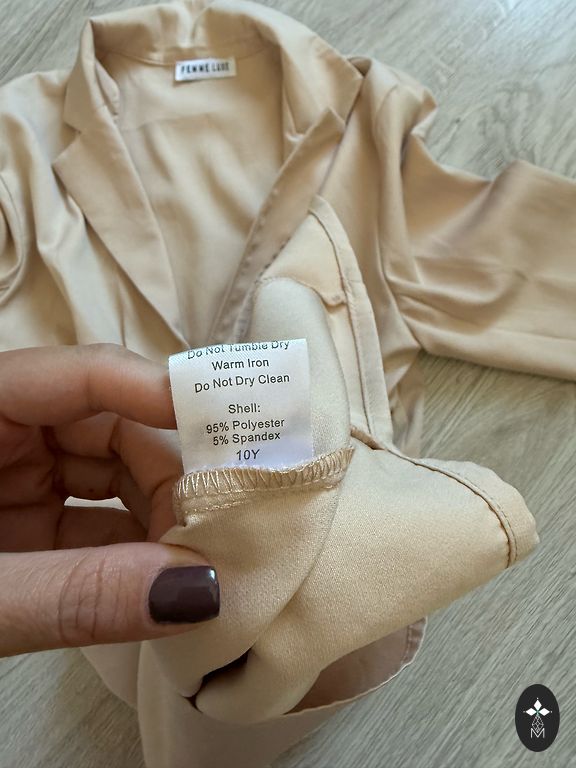 FEMME LUXE
Do Not Tumble Dry
Warm Iron
Do Not Dry Clean
Shell:
95% Polyester
5% Spandex
10Y
M